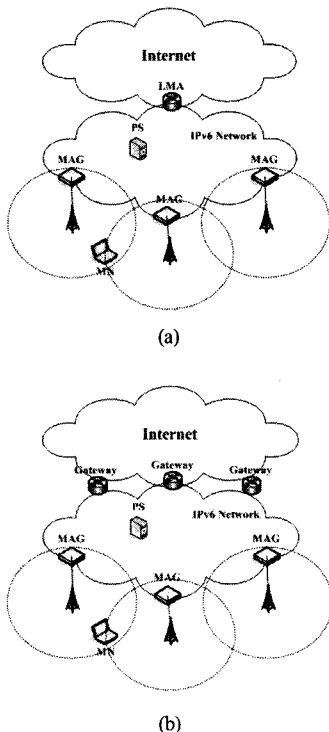 Internet
LMA
PS
IPv6 Network
MAG
MAG
MAG
MN
(a)
Internet
Gateway
Gateway
Gateway
PS
IPv6 Network
MAG
MAG
MAG
MN
(b)